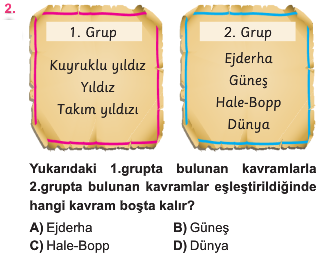 2.
1. Grup
Kuyruklu yıldız
Yıldız
Takım yıldızı
2. Grup
Ejderha
Güneş
Hale-Bopp
Dünya
Yukarıdaki 1.grupta bulunan kavramlarla
2.grupta bulunan kavramlar eşleştirildiğinde
hangi kavram boşta kalır?
A) Ejderha B) Güneş
C) Hale-Bopp D) Dünya